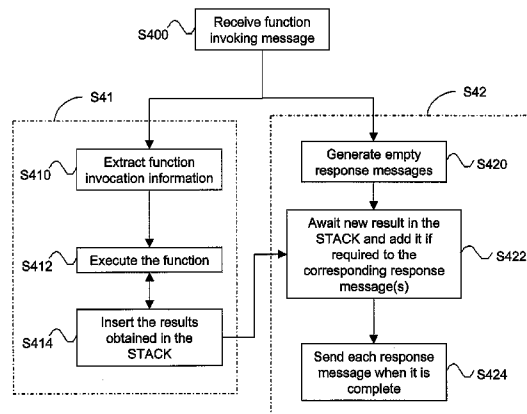 Receive function
invoking message
S400
S41
S42
Extract function
invocation information
S410
Generate empty
response messages
S420
Await new result in the
STACK and add it if
required to the
corresponding response
message(s)
S422
Execute the function
S412
Insert the results
obtained in the
STACK
S414
Send each response
message when it is
complete
S424